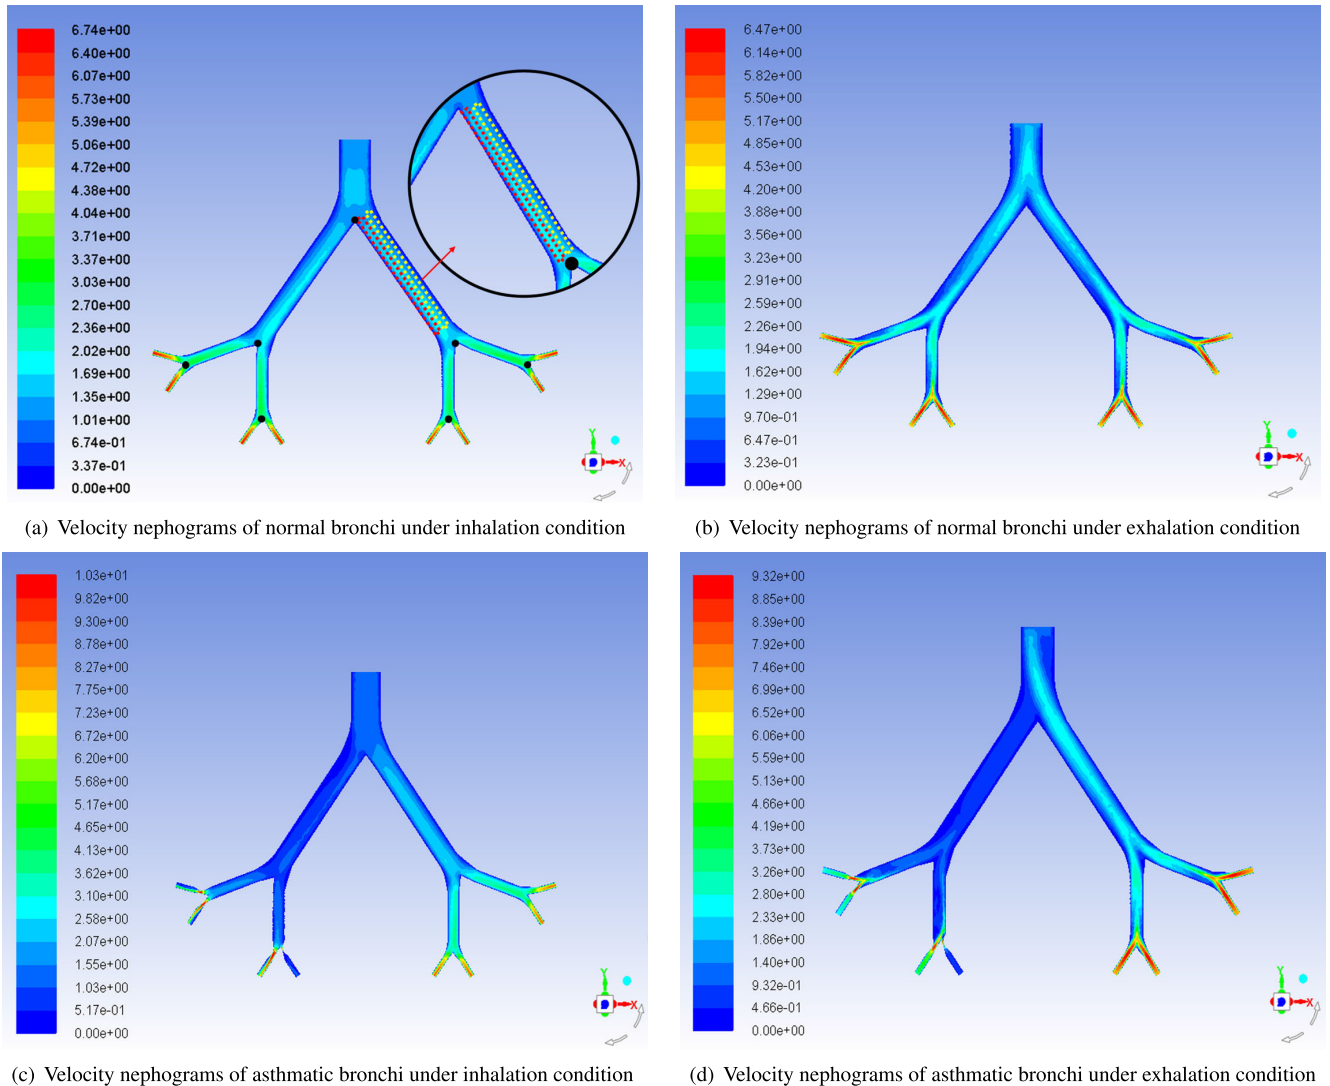 6.74e+00
6.40e+00
6.07e+00
5.73e+00
5.39e+00
5.06e+00
4.72e+00
4.38e+00
4.04e+00
3.71e+00
3.37e+00
3.03e+00
2.70e+00
2.36e+00
2.02e+00
1.69e+00
1.35e+00
1.01e+00
6.74e-01
3.37e-01
0.00e+00
Y
X
(a) Velocity nephograms of normal bronchi under inhalation condition
6.47e+00
6.14e+00
5.82e+00
5.50e+00
5.17e+00
4.85e+00
4.53e+00
4.20e+00
3.88e+00
3.56e+00
3.23e+00
2.91e+00
2.59e+00
2.26e+00
1.94e+00
1.62e+00
1.29e+00
9.70e-01
6.47e-01
3.23e-01
0.00e+00
Y
X
(b) Velocity nephograms of normal bronchi under exhalation condition
1.03e+01
9.82e+00
9.30e+00
8.78e+00
8.27e+00
7.75e+00
7.23e+00
6.72e+00
6.20e+00
5.68e+00
5.17e+00
4.65e+00
4.13e+00
3.62e+00
3.10e+00
2.58e+00
2.07e+00
1.55e+00
1.03e+00
5.17e-01
0.00e+00
Y
X
(c) Velocity nephograms of asthmatic bronchi under inhalation condition
9.32e+00
8.85e+00
8.39e+00
7.92e+00
7.46e+00
6.99e+00
6.52e+00
6.06e+00
5.59e+00
5.13e+00
4.66e+00
4.19e+00
3.73e+00
3.26e+00
2.80e+00
2.33e+00
1.86e+00
1.40e+00
9.32e-01
4.66e-01
0.00e+00
Y
X
(d) Velocity nephograms of asthmatic bronchi under exhalation condition